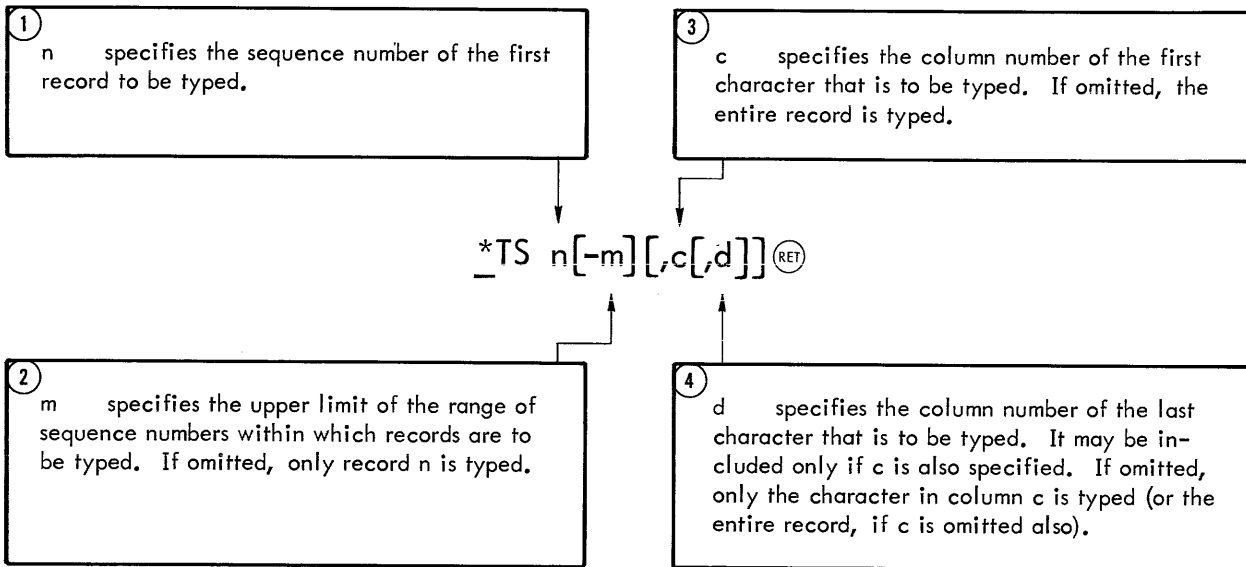 1
n specifies the sequence number of the first
record to be typed.
3
c specifies the column number of the first
character that is to be typed. If omitted, the
entire record is typed.
*TS n[-m][,c[,d]] RET
2
m specifies the upper limit of the range of
sequence numbers within which records are to
be typed. If omitted, only record n is typed.
4
d specifies the column number of the last
character that is to be typed. It may be in-
cluded only if c is also specified. If omitted,
only the character in column c is typed (or the
entire record, if c is omitted also).